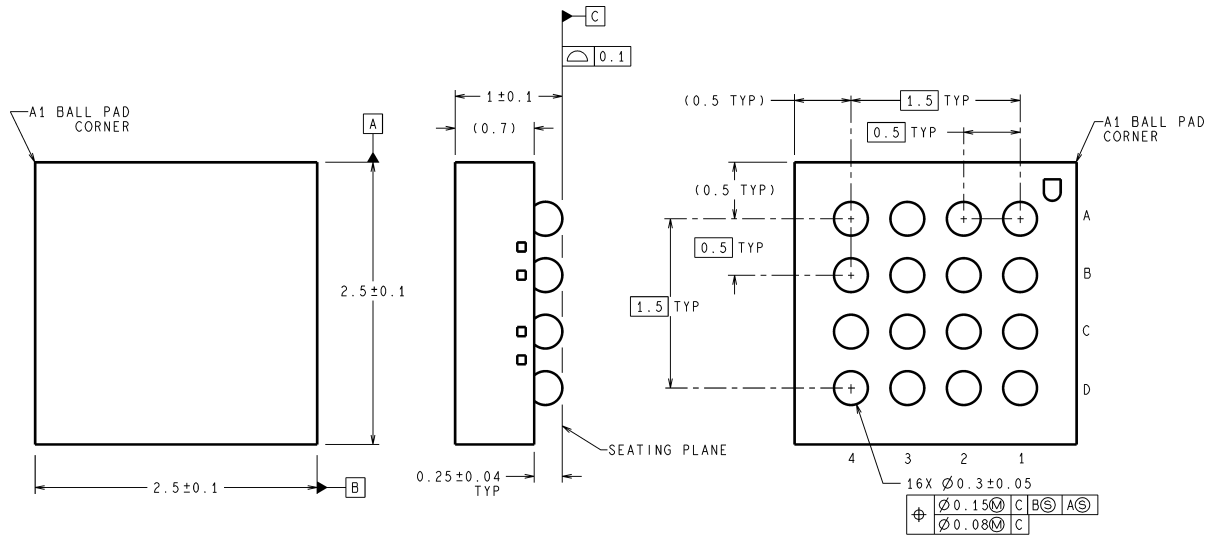 A1 BALL PAD
CORNER
A
2.5±0.1
2.5±0.1
B
C
⌓ 0.1
1±0.1
(0.7)
0.25±0.04
TYP
SEATING PLANE
(0.5 TYP)
1.5 TYP
0.5 TYP
A1 BALL PAD
CORNER
(0.5 TYP)
0.5 TYP
1.5 TYP
A
B
C
D
4 3 2 1
16X Ø0.3±0.05
⌖ Ø0.15Ⓜ C BⓈ AⓈ
Ø0.08Ⓜ C